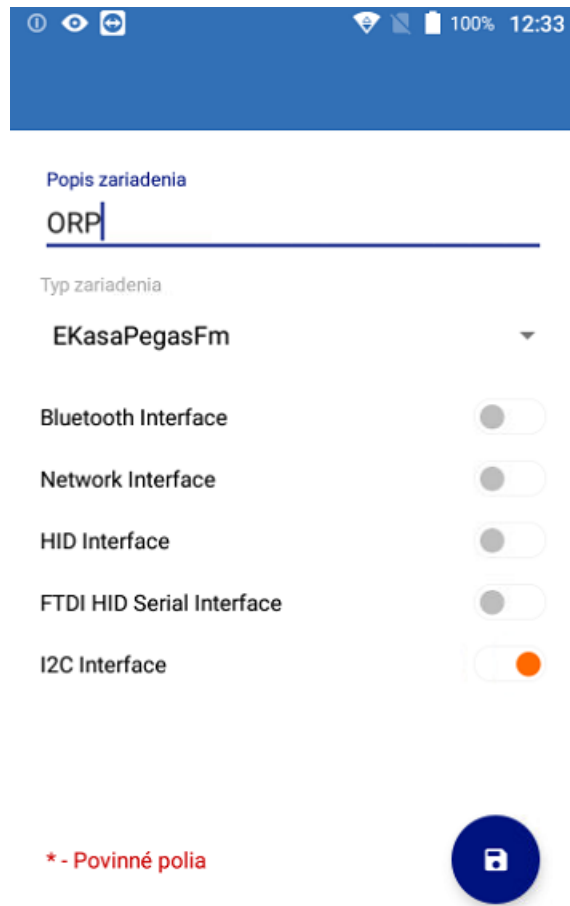 100% 12:33
Popis zariadenia
ORP
Typ zariadenia
EKasaPegasFm
Bluetooth Interface
Network Interface
HID Interface
FTDI HID Serial Interface
I2C Interface
* - Povinné polia